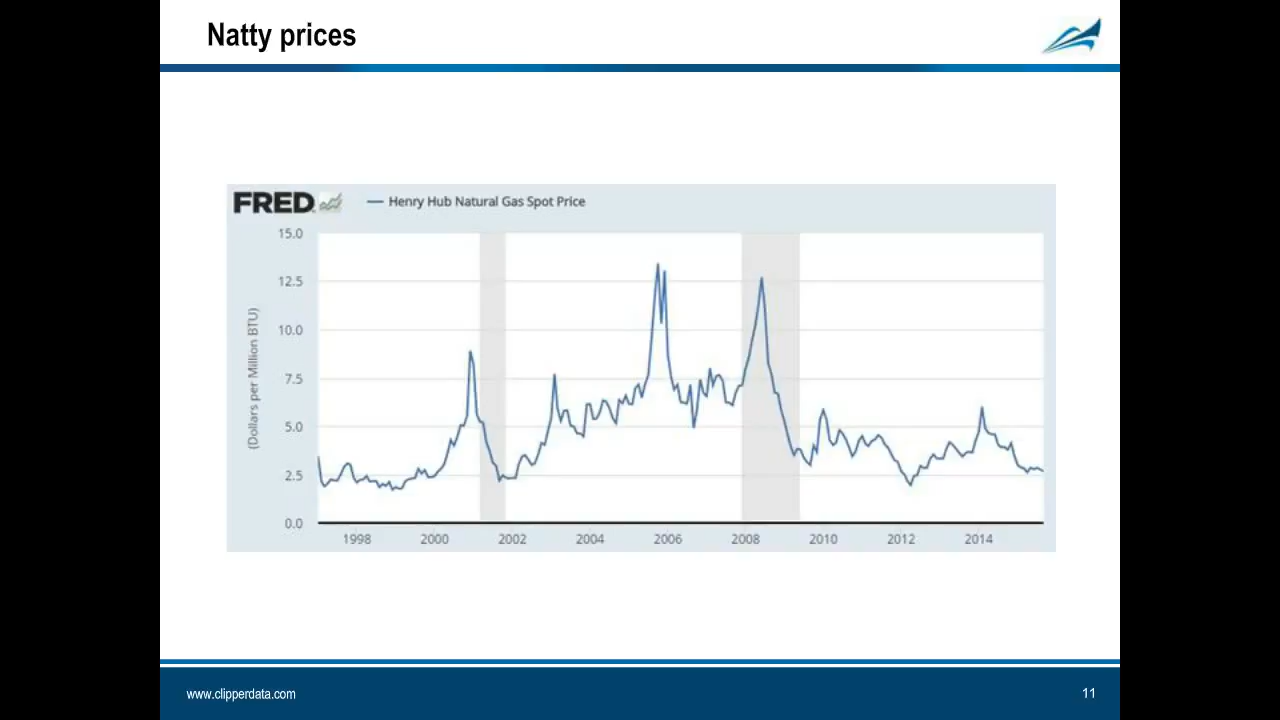 Natty prices
FRED
Henry Hub Natural Gas Spot Price
(Dollars per Million BTU)
15.0
12.5
10.0
7.5
5.0
2.5
0.0
1998 2000 2002 2004 2006 2008 2010 2012 2014
www.clipperdata.com
11